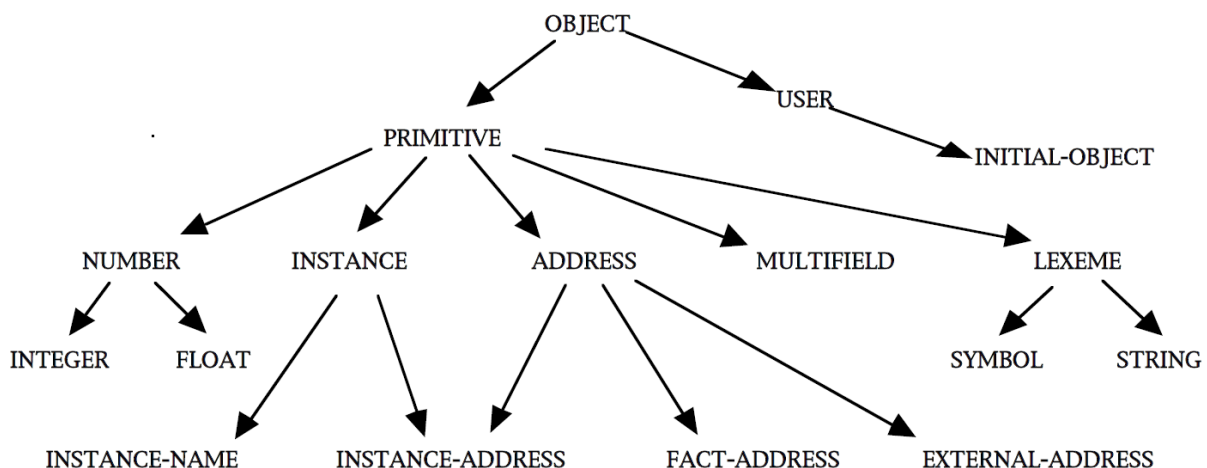 OBJECT
USER
PRIMITIVE
INITIAL-OBJECT
NUMBER INSTANCE ADDRESS MULTIFIELD LEXEME
INTEGER FLOAT SYMBOL STRING
INSTANCE-NAME INSTANCE-ADDRESS FACT-ADDRESS EXTERNAL-ADDRESS